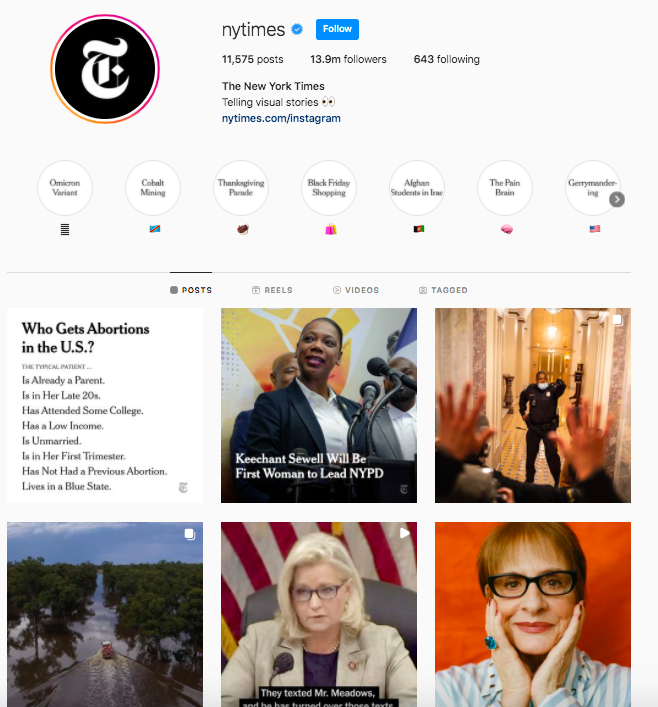 nytimes
Follow
11,575 posts 13.9m followers 643 following
The New York Times
Telling visual stories 👀
nytimes.com/instagram
Omicron
Variant
Cobalt
Mining
Thanksgiving
Parade
Black Friday
Shopping
Afghan
Students in Iraq
The Pain
Brain
Gerrymander-
ing
POSTS REELS VIDEOS TAGGED
Who Gets Abortions
in the U.S.?
THE TYPICAL PATIENT ...
Is Already a Parent.
Is in Her Late 20s.
Has Attended Some College.
Has a Low Income.
Is Unmarried.
Is in Her First Trimester.
Has Not Had a Previous Abortion.
Lives in a Blue State.
Keechant Sewell Will Be
First Woman to Lead NYPD
They texted Mr. Meadows,
and he has turned over those texts